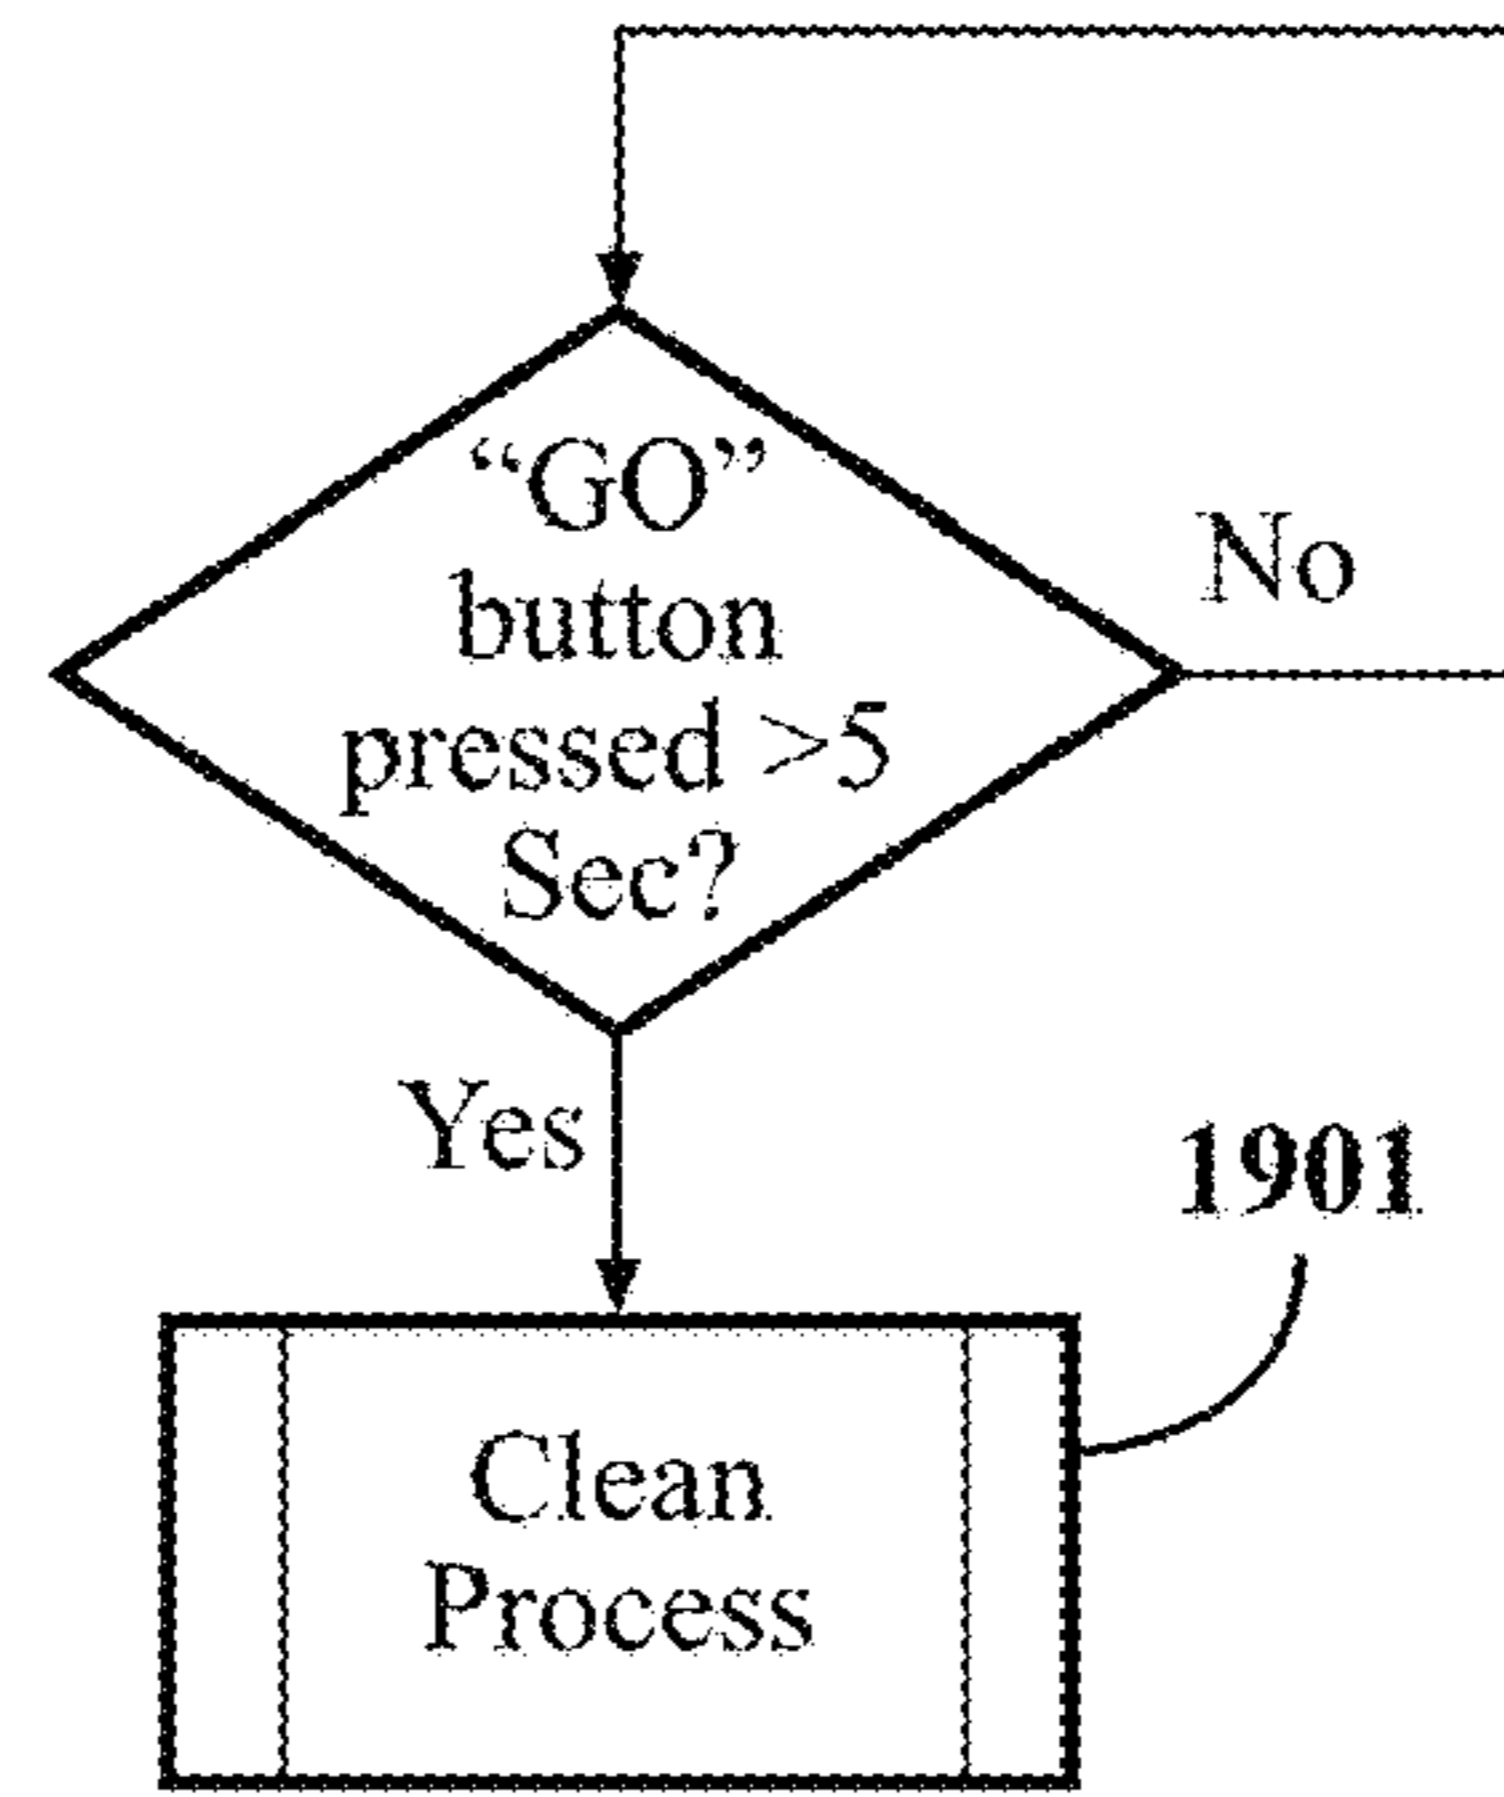 “GO”
button
pressed >5
Sec?
No
Yes
1901
Clean
Process